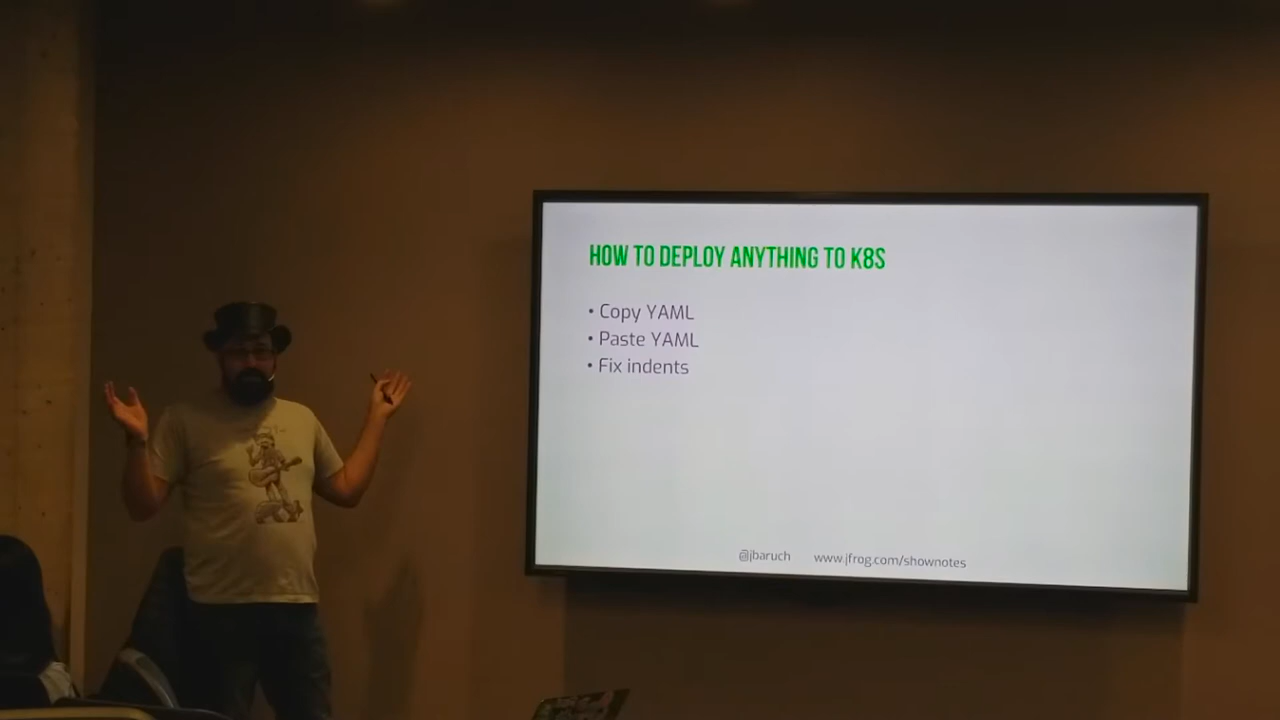 HOW TO DEPLOY ANYTHING TO K8S
• Copy YAML
• Paste YAML
• Fix indents
@jbaruch www.jfrog.com/shownotes